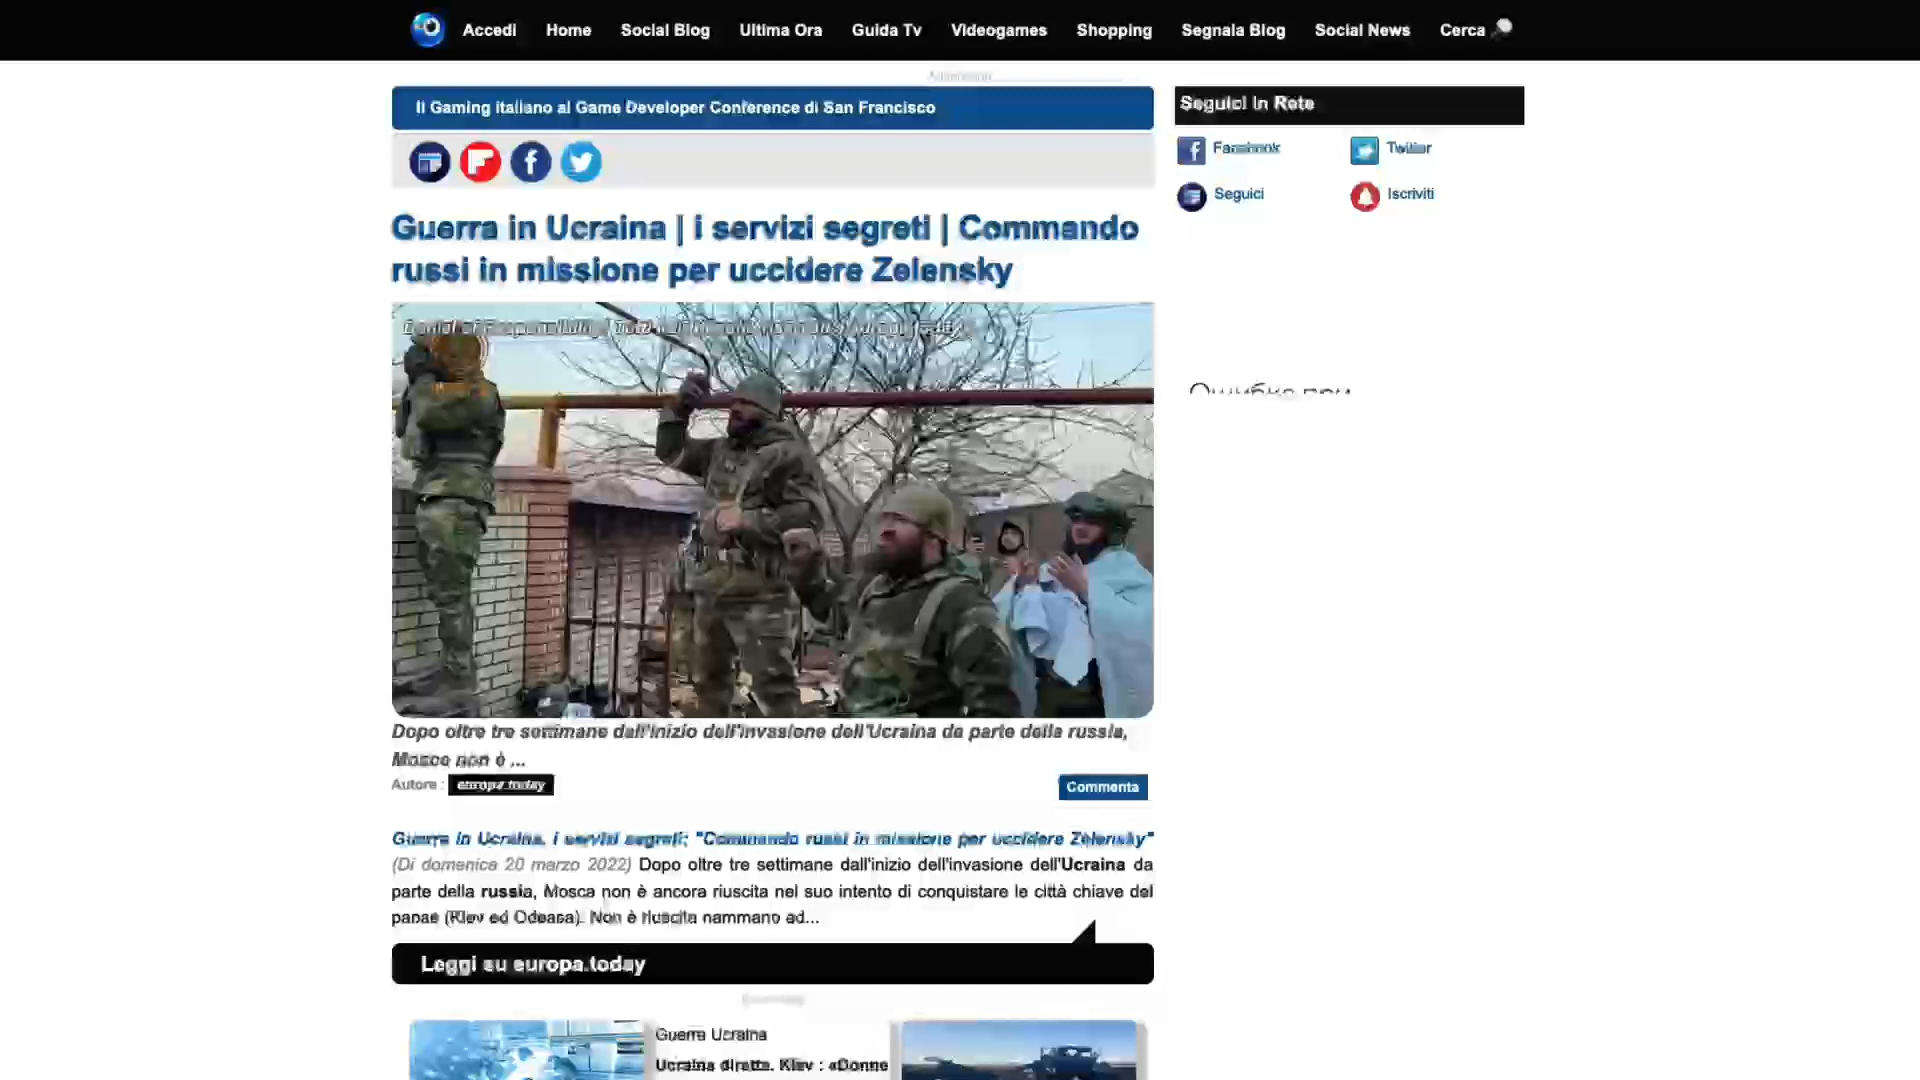 Accedi Home Social Blog Ultima Ora Guida Tv Videogames Shopping Segnala Blog Social News Cerca
Il Gaming italiano al Game Developer Conference di San Francisco
Guerra in Ucraina | i servizi segreti | Commando
russi in missione per uccidere Zelensky
Dopo oltre tre settimane dall'inizio dell'invasione dell'Ucraina da parte della russia,
Mosca non è ...
Autore : europa.today
Commenta
Guerra in Ucraina, i servizi segreti: "Commando russi in missione per uccidere Zelensky"
(Di domenica 20 marzo 2022) Dopo oltre tre settimane dall'inizio dell'invasione dell'Ucraina da
parte della russia, Mosca non è ancora riuscita nel suo intento di conquistare le città chiave del
paese (Kiev ed Odessa). Non è riuscita nemmeno ad...
Leggi su europa.today
Guerra Ucraina
Ucraina diretta. Kiev : «Donne
Seguici in Rete
Facebook Twitter
Seguici Iscriviti
Ошибка при